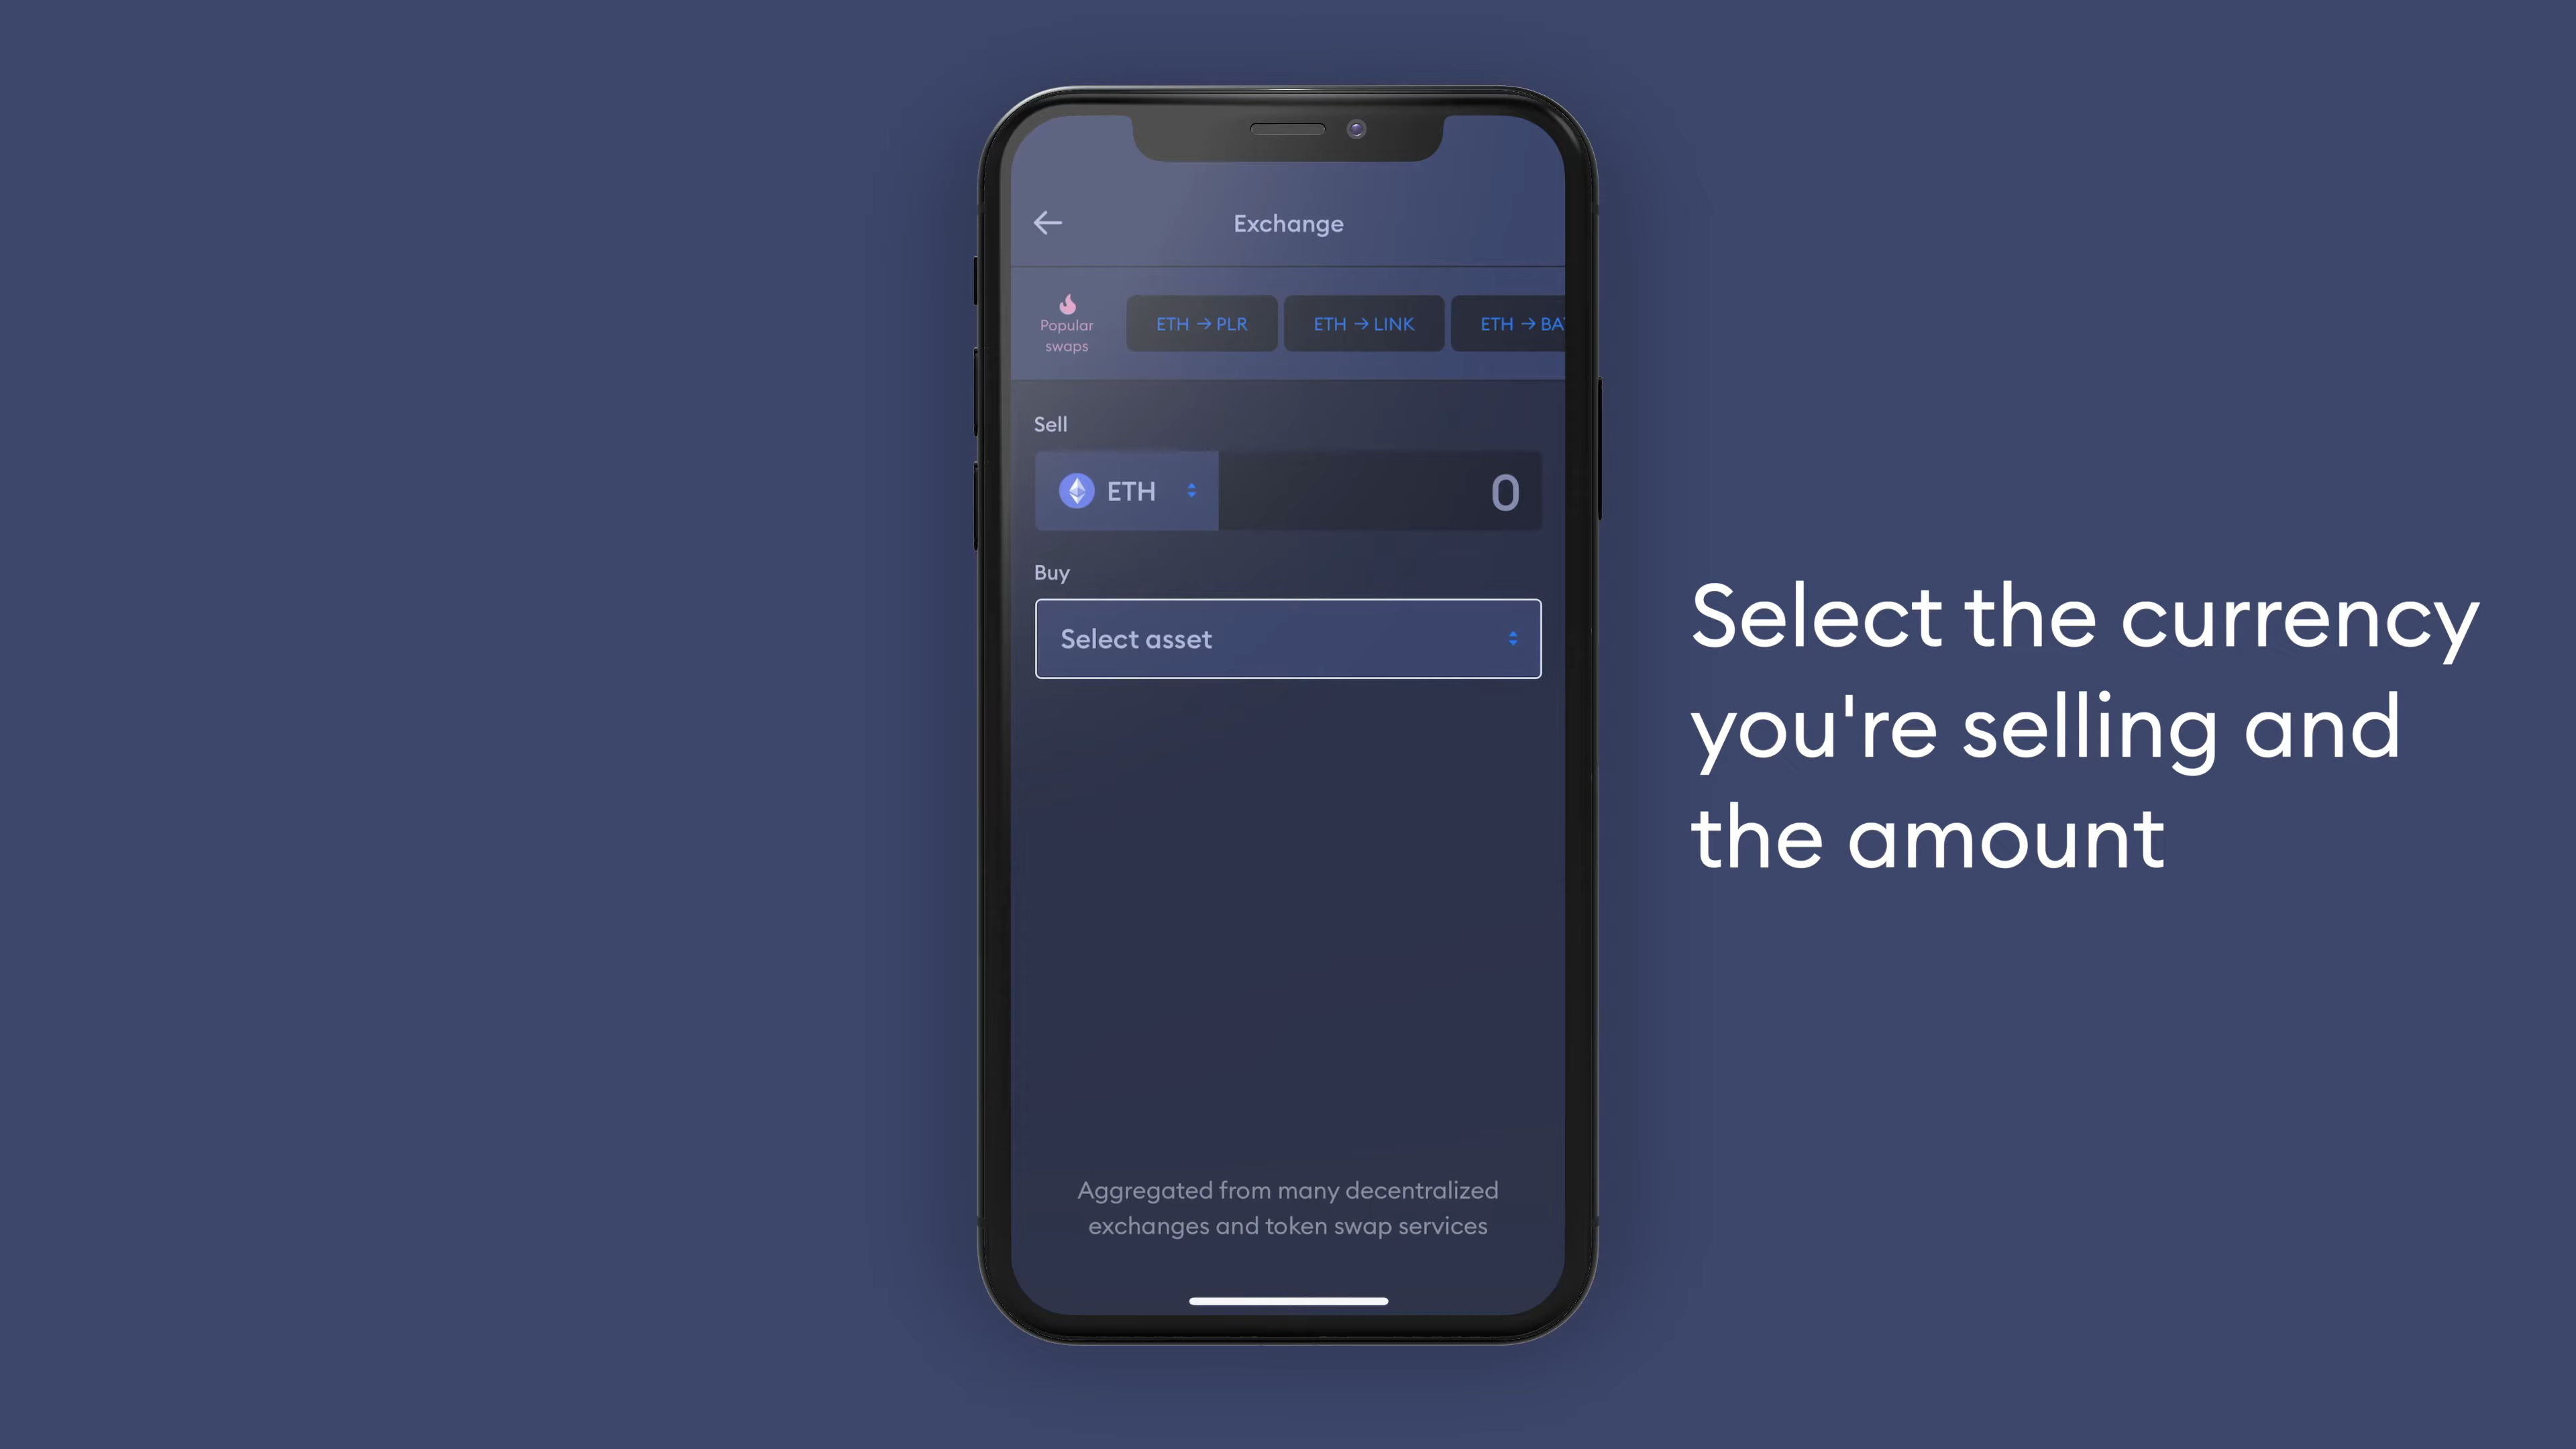 Exchange
Popular
swaps
ETH → PLR
ETH → LINK
ETH → BA
Sell
ETH
0
Buy
Select asset
Aggregated from many decentralized
exchanges and token swap services
Select the currency
you're selling and
the amount